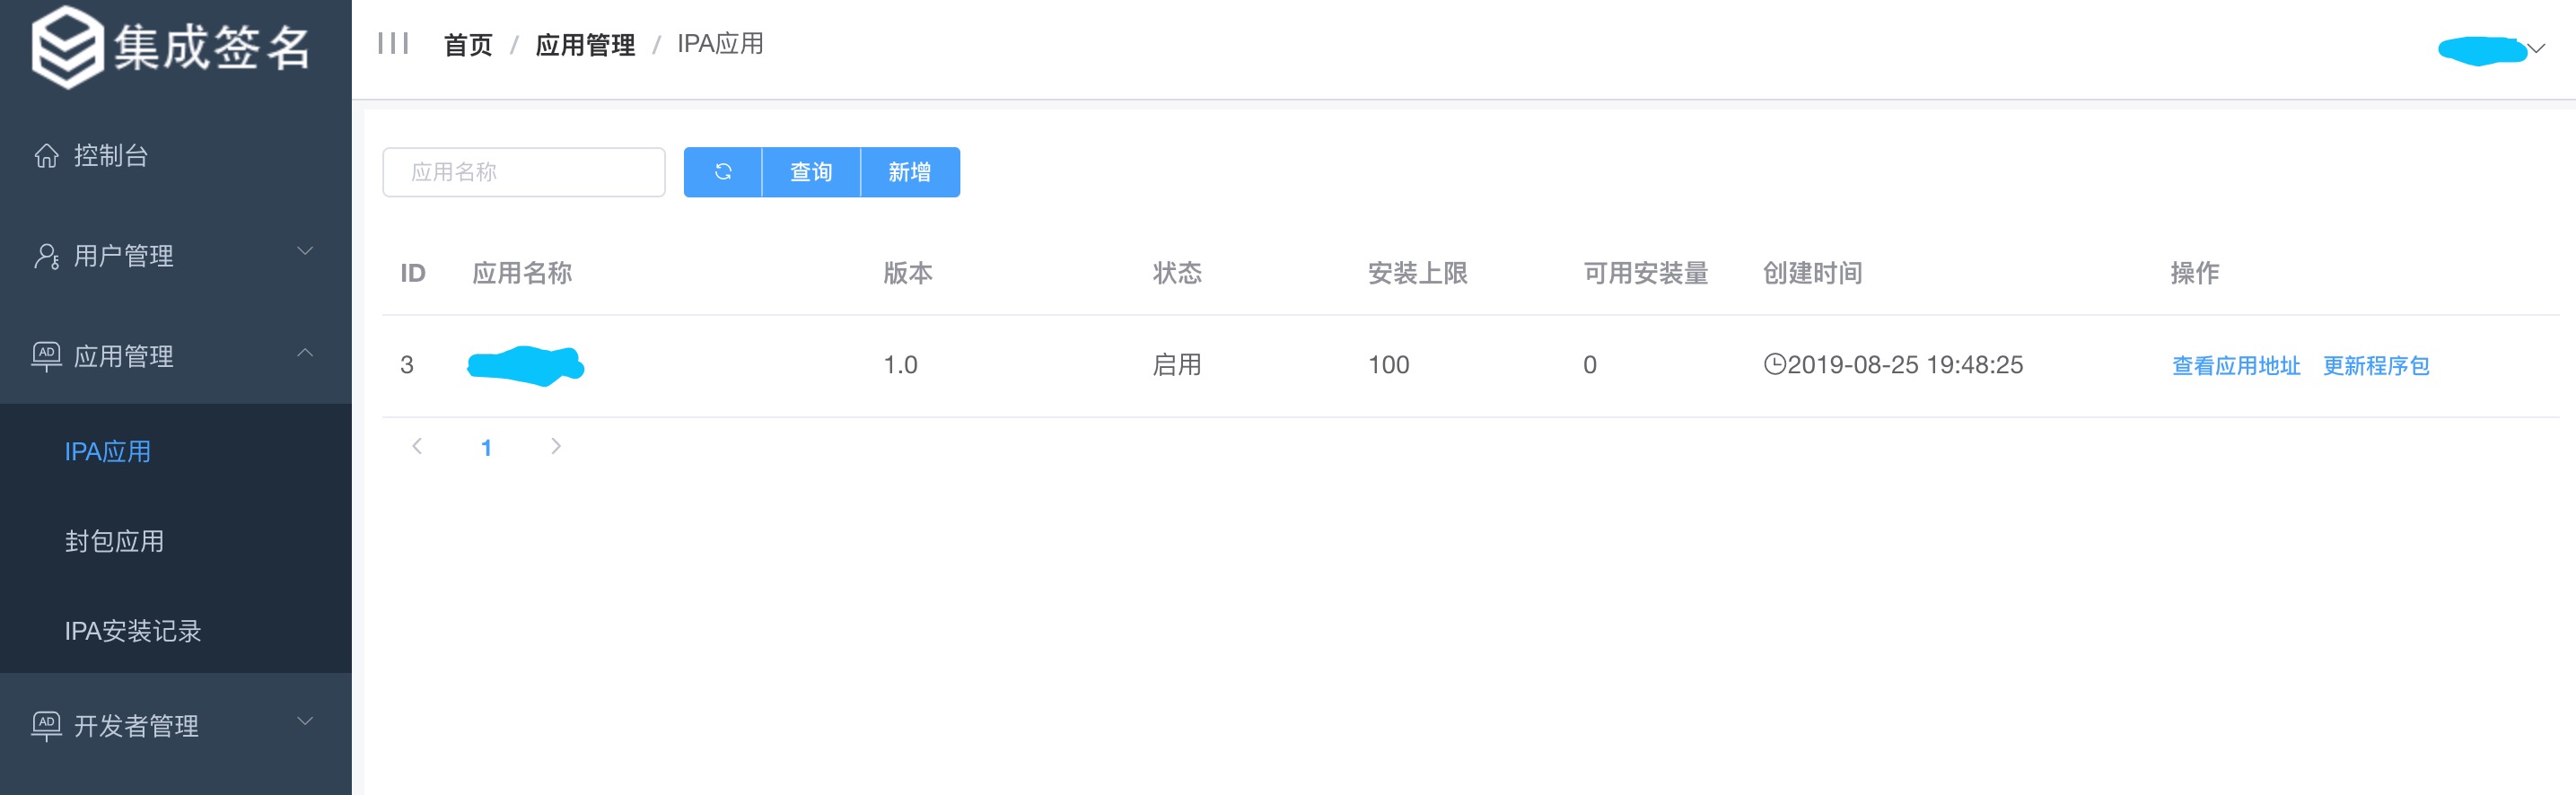 集成签名
控制台
用户管理
AD 应用管理
IPA应用
封包应用
IPA安装记录
AD 开发者管理
首页 / 应用管理 / IPA应用
应用名称 查询 新增
ID 应用名称 版本 状态 安装上限 可用安装量 创建时间 操作
3 1.0 启用 100 0 2019-08-25 19:48:25 查看应用地址 更新程序包
1